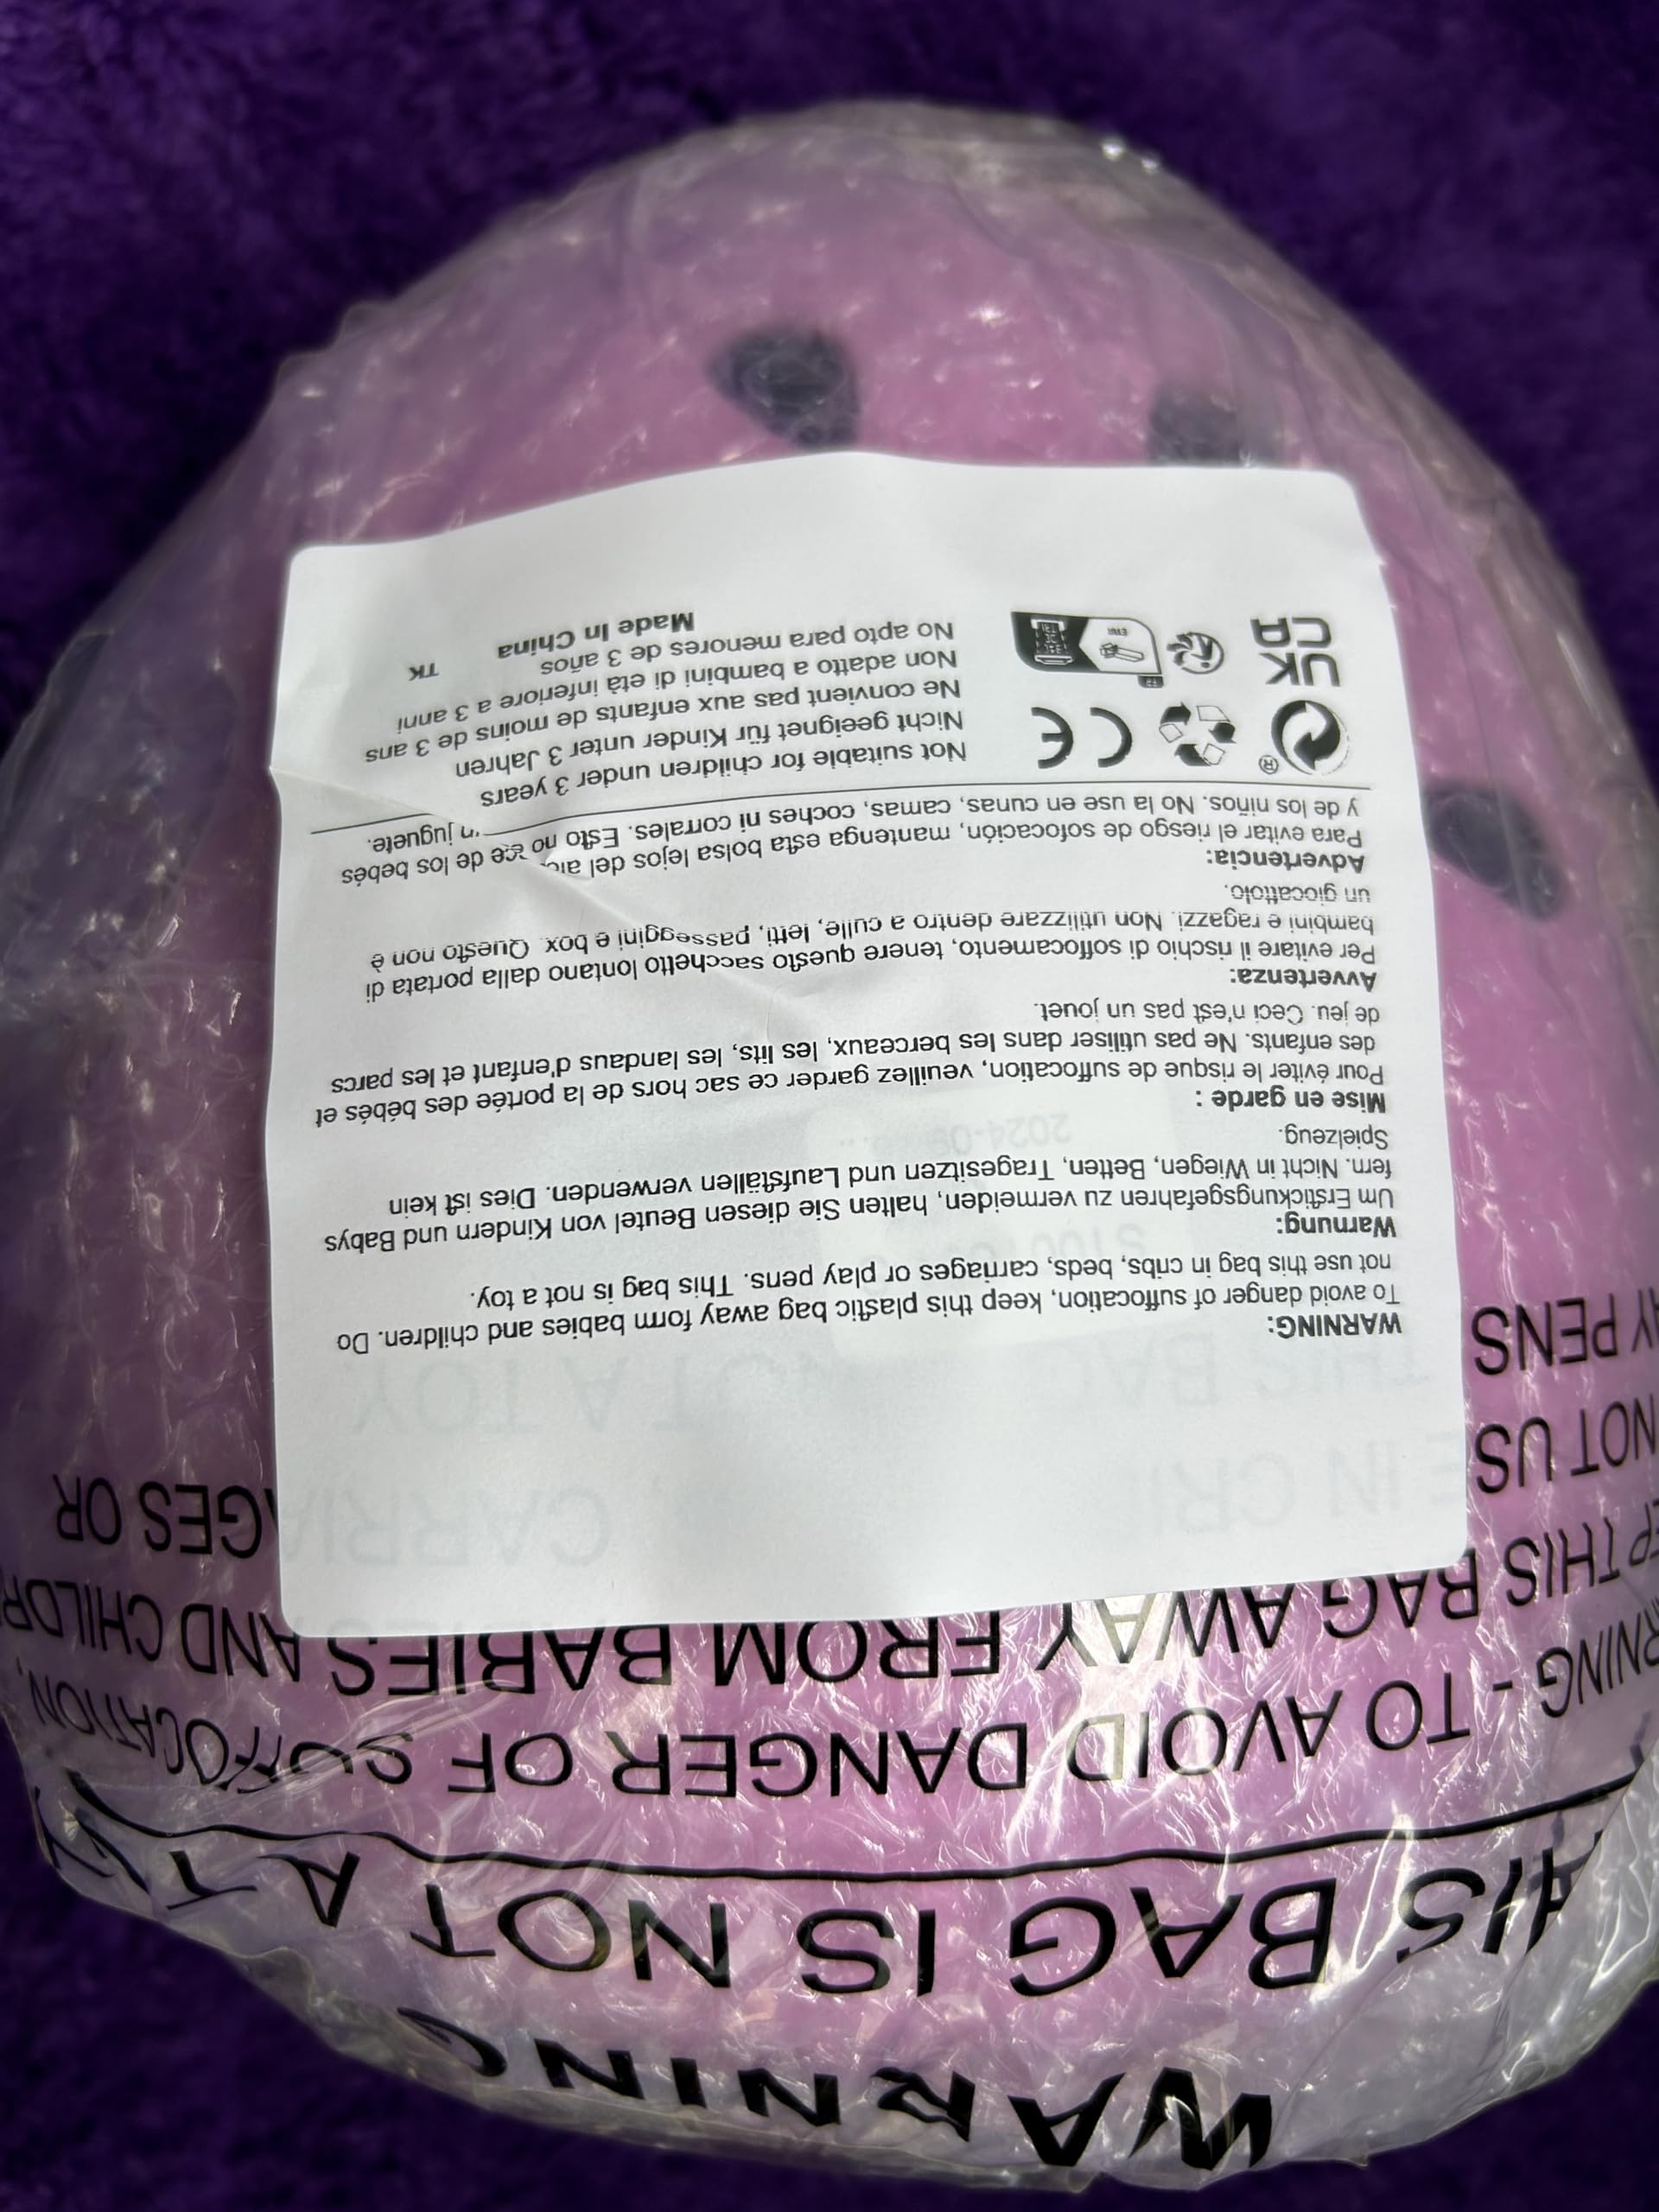 WARNING
THIS BAG IS NOT A TOY
WARNING - TO AVOID DANGER OF SUFFOCATION,
THIS BAG AWAY FROM BABIES AND
NOT USE IN CARRIAGES OR
PENS THIS BAG NOT A TOY
WARNING:
To avoid danger of suffocation, keep this plastic bag away form babies and children. Do
not use this bag in cribs, beds, carriages or play pens. This bag is not a toy.
Warnung:
Um Erstickungsgefahren zu vermeiden, halten Sie diesen Beutel von Kindern und Babys
fern. Nicht in Wiegen, Betten, Tragesitzen und Laufställen verwenden. Dies ist kein
Spielzeug.
Mise en garde :
Pour éviter le risque de suffocation, veuillez garder ce sac hors de la portée des bébés et
des enfants. Ne pas utiliser dans les berceaux, les lits, les landaus d'enfant et les parcs
de jeu. Ceci n'est pas un jouet.
Avvertenza:
Per evitare il rischio di soffocamento, tenere questo sacchetto lontano dalla portata di
bambini e ragazzi. Non utilizzare dentro a culle, letti, passeggini e box. Questo non è
un giocattolo.
Advertencia:
Para evitar el riesgo de sofocación, mantenga esta bolsa lejos del de los bebés
y de los niños. No la use en cunas, camas, coches ni corrales. Esto no juguete.
CE
Not suitable for children under 3 years
Nicht geeignet für Kinder unter 3 Jahren
UK
CA
Ne convient pas aux enfants de moins de 3 ans
Non adatto a bambini di età inferiore a 3 anni
No apto para menores de 3 años
TK
Made In China